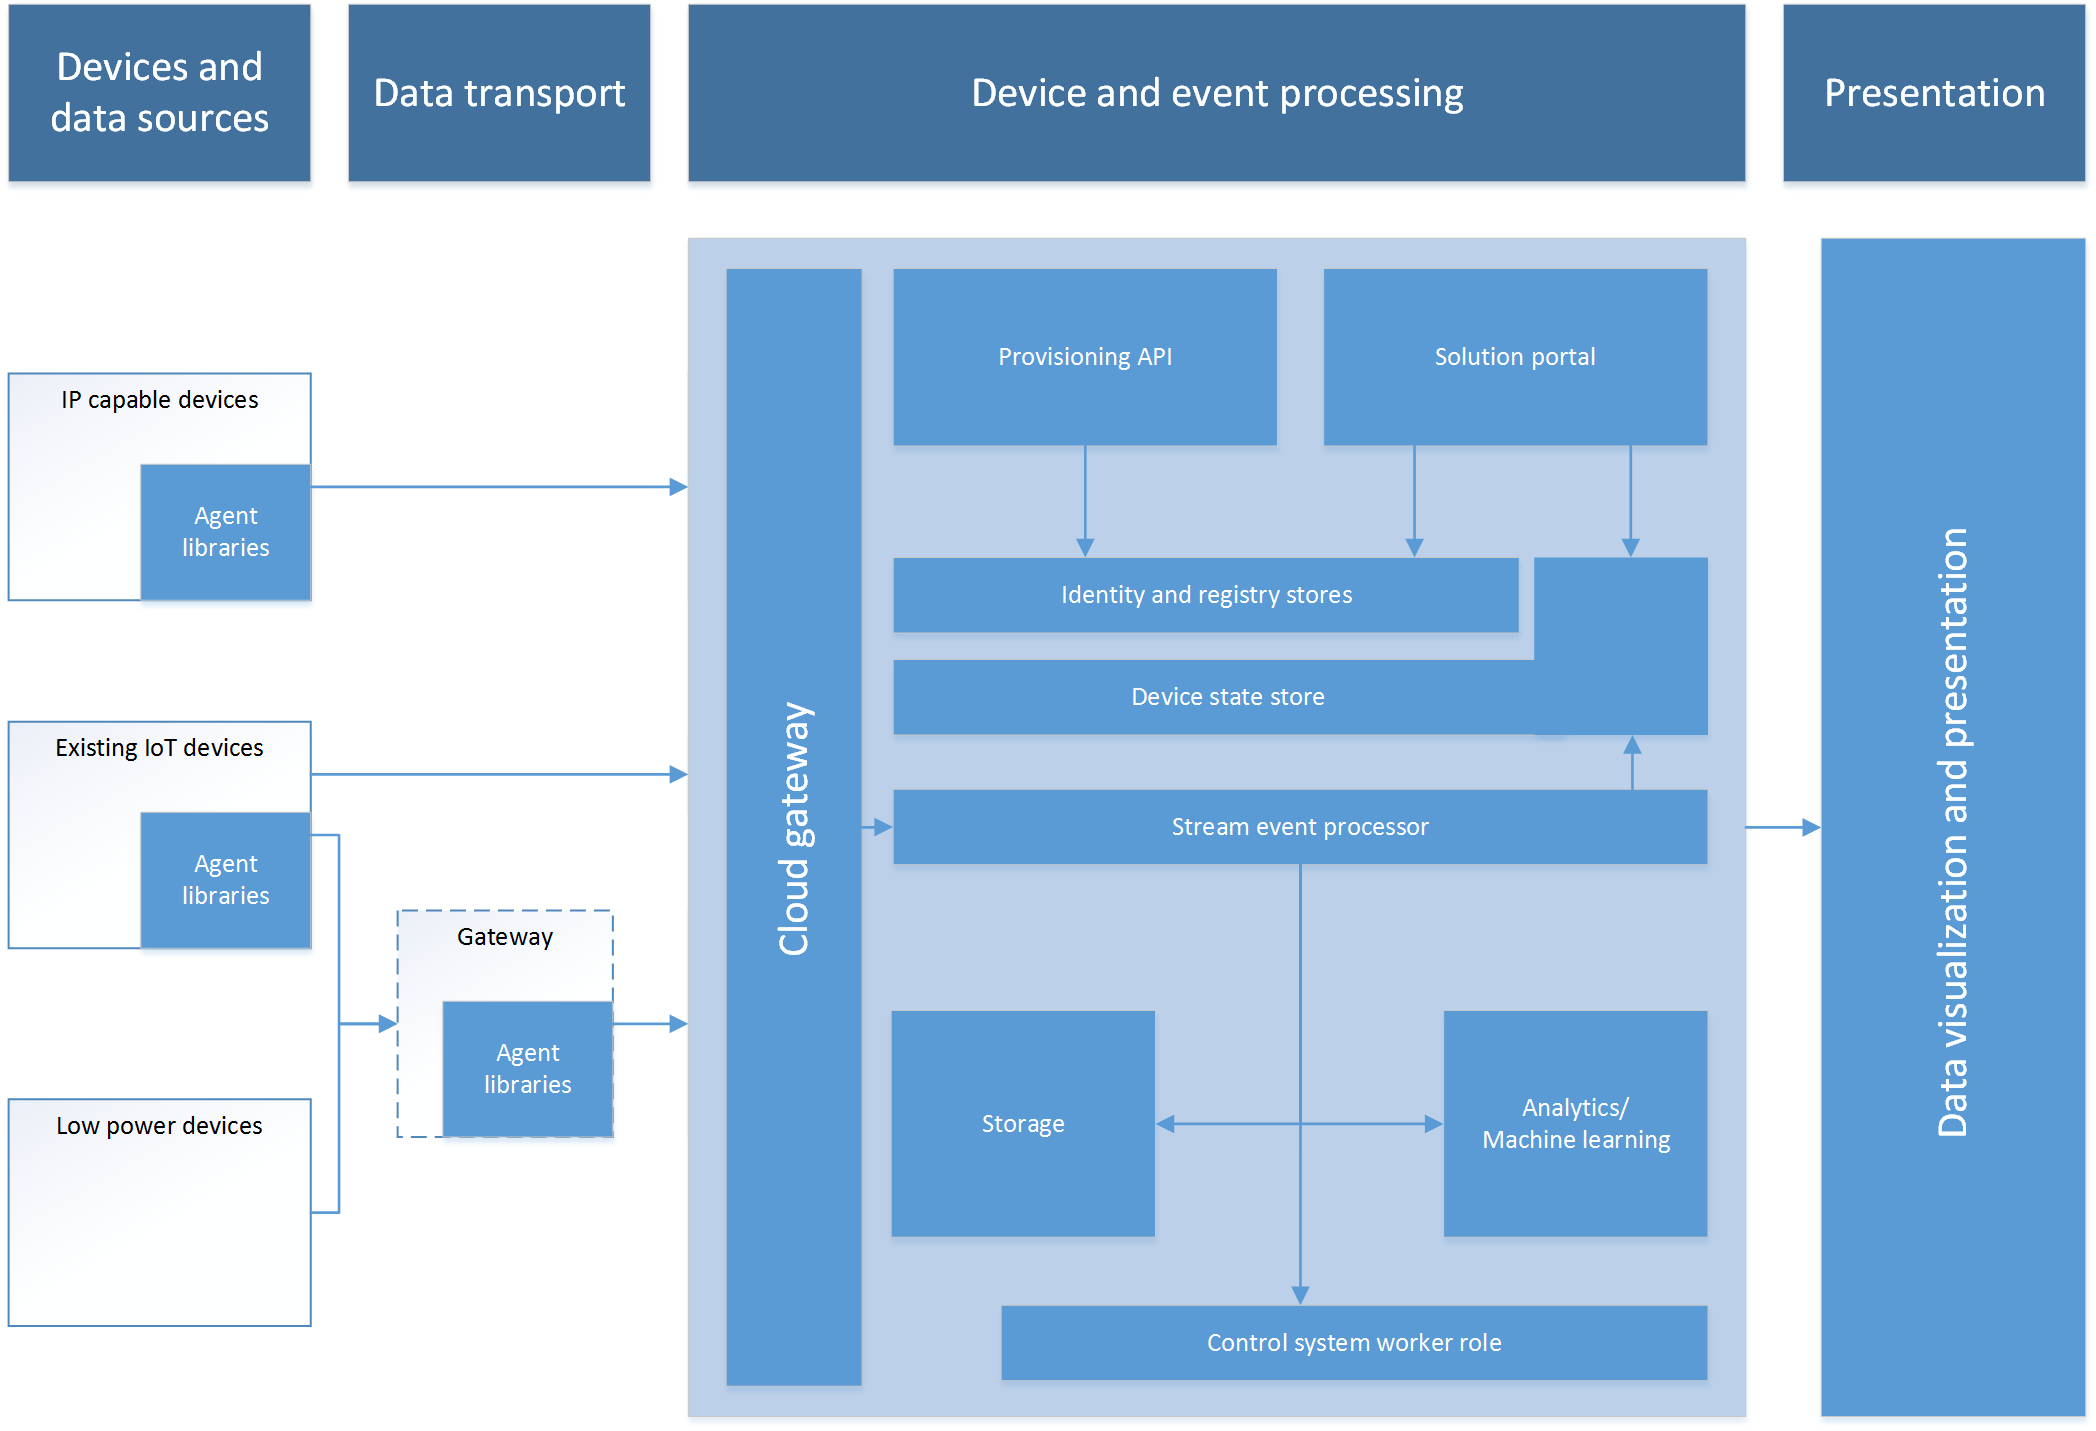 Devices and
data sources
Data transport
Device and event processing
Presentation
IP capable devices
Agent
libraries
Existing IoT devices
Agent
libraries
Low power devices
Gateway
Agent
libraries
Cloud gateway
Provisioning API
Solution portal
Identity and registry stores
Device state store
Stream event processor
Storage
Analytics/
Machine learning
Control system worker role
Data visualization and presentation